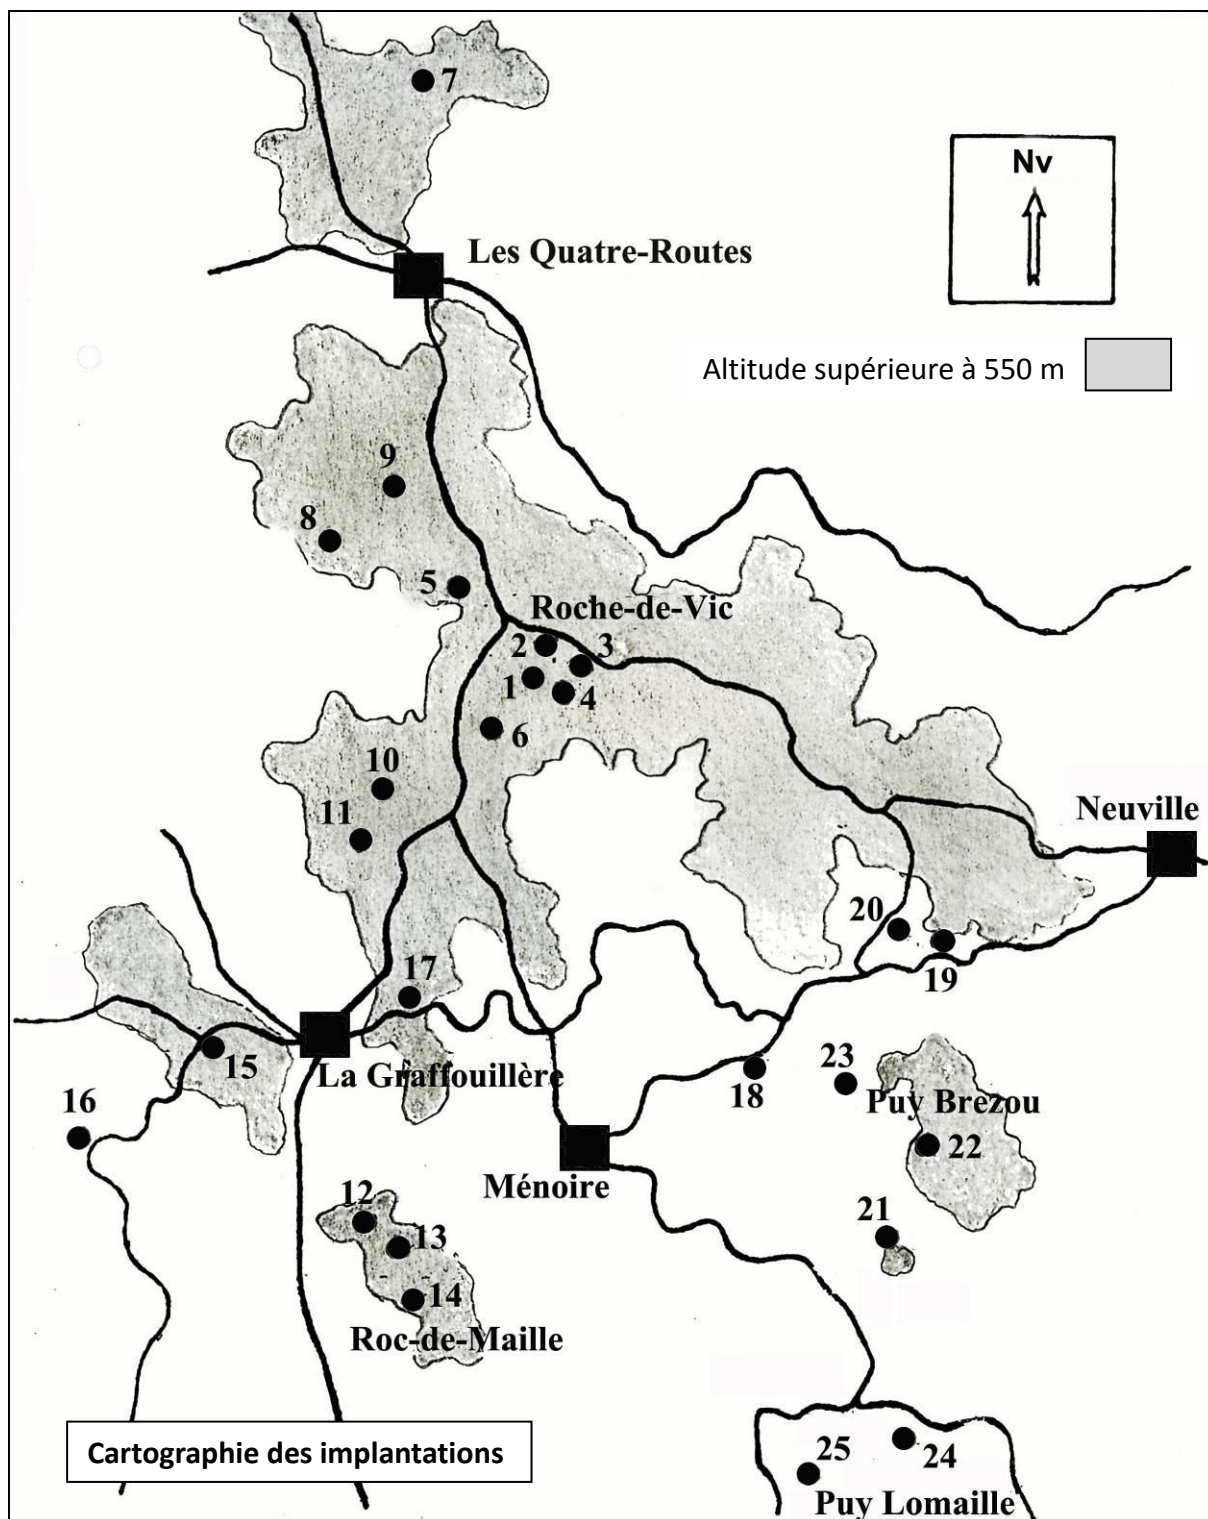 7
Nv
Les Quatre-Routes
Altitude supérieure à 550 m
9
8
5
Roche-de-Vic
2
3
1
4
6
10
11
Neuville
20
17
19
15
La Graffouillère
23
18
Puy Brezou
16
22
Ménoire
12
21
13
14
Roc-de-Maille
Cartographie des implantations
25
24
Puy Lomaille